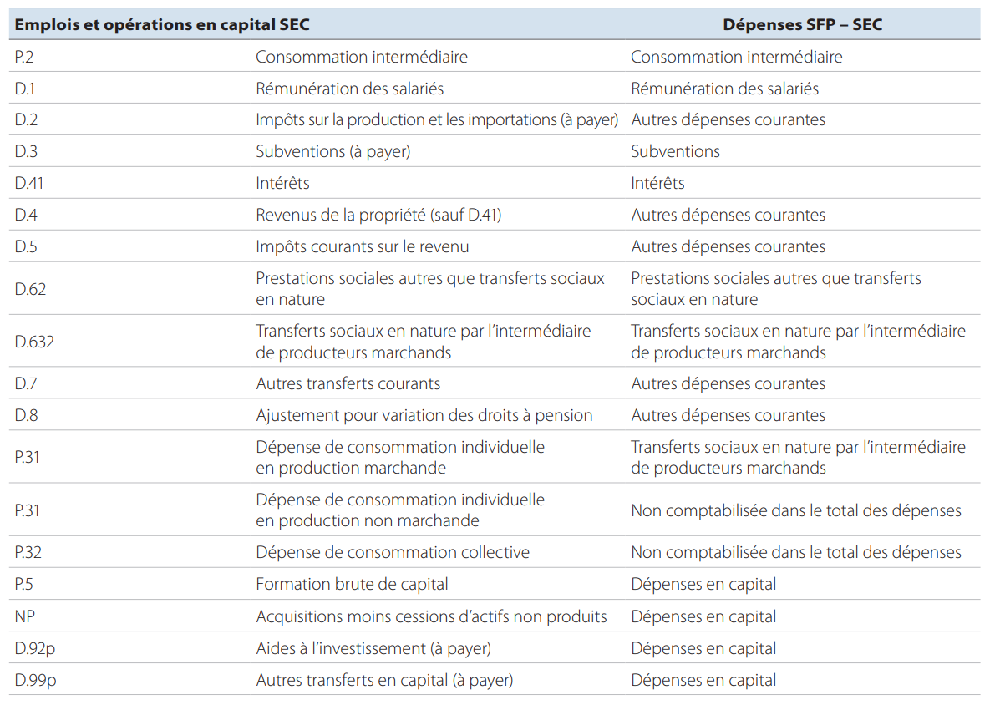 Emplois et opérations en capital SEC Dépenses SFP – SEC
P.2 Consommation intermédiaire Consommation intermédiaire
D.1 Rémunération des salariés Rémunération des salariés
D.2 Impôts sur la production et les importations (à payer) Autres dépenses courantes
D.3 Subventions (à payer) Subventions
D.41 Intérêts Intérêts
D.4 Revenus de la propriété (sauf D.41) Autres dépenses courantes
D.5 Impôts courants sur le revenu Autres dépenses courantes
D.62 Prestations sociales autres que transferts sociaux
en nature Prestations sociales autres que transferts
sociaux en nature
D.632 Transferts sociaux en nature par l’intermédiaire
de producteurs marchands Transferts sociaux en nature par l’intermédiaire
de producteurs marchands
D.7 Autres transferts courants Autres dépenses courantes
D.8 Ajustement pour variation des droits à pension Autres dépenses courantes
P.31 Dépense de consommation individuelle
en production marchande Transferts sociaux en nature par l’intermédiaire
de producteurs marchands
P.31 Dépense de consommation individuelle
en production non marchande Non comptabilisée dans le total des dépenses
P.32 Dépense de consommation collective Non comptabilisée dans le total des dépenses
P.5 Formation brute de capital Dépenses en capital
NP Acquisitions moins cessions d’actifs non produits Dépenses en capital
D.92p Aides à l’investissement (à payer) Dépenses en capital
D.99p Autres transferts en capital (à payer) Dépenses en capital